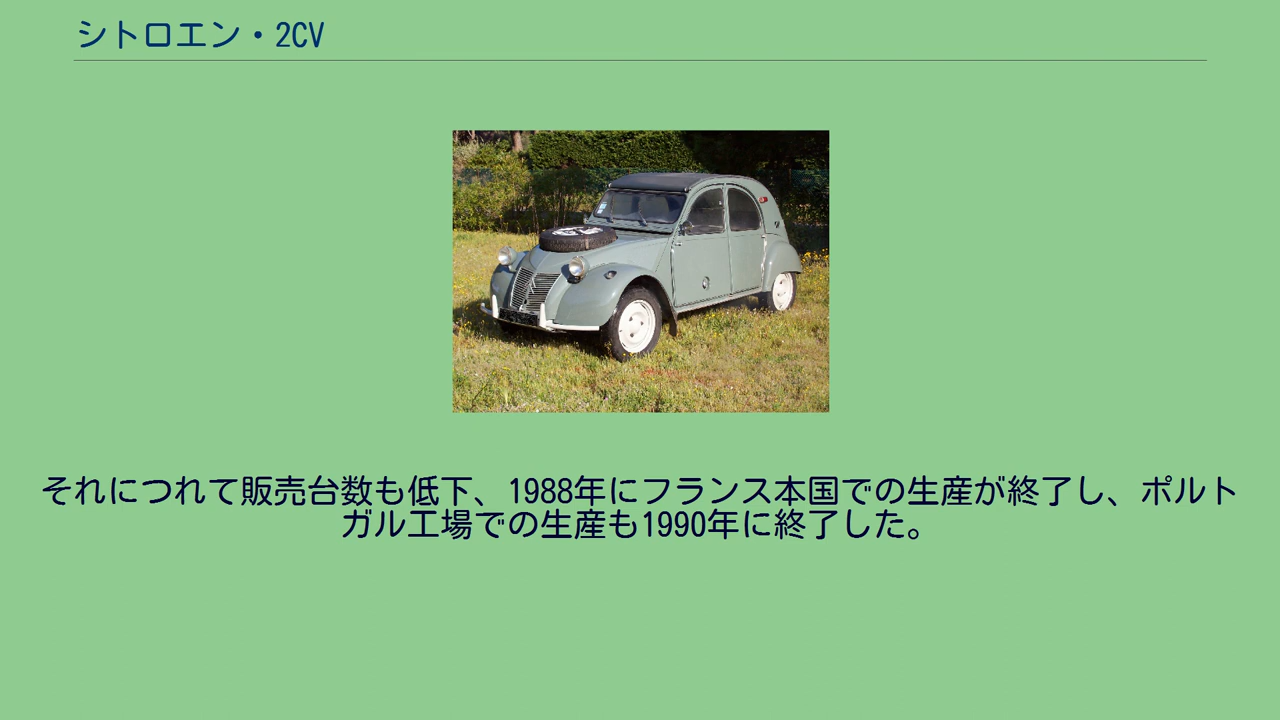 シトロエン・2CV
それにつれて販売台数も低下、1988年にフランス本国での生産が終了し、ポルト
ガル工場での生産も1990年に終了した。